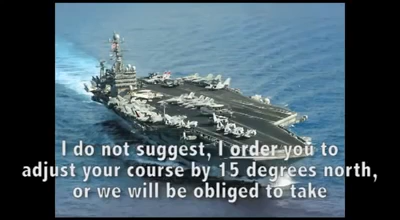 I do not suggest, I order you to
adjust your course by 15 degrees north,
or we will be obliged to take